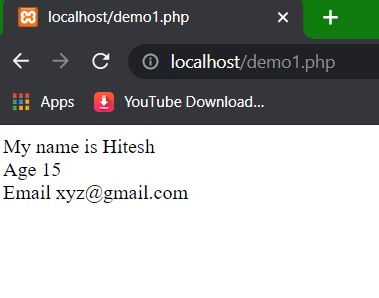 localhost/demo1.php
localhost/demo1.php
Apps
YouTube Download...
My name is Hitesh
Age 15
Email xyz@gmail.com